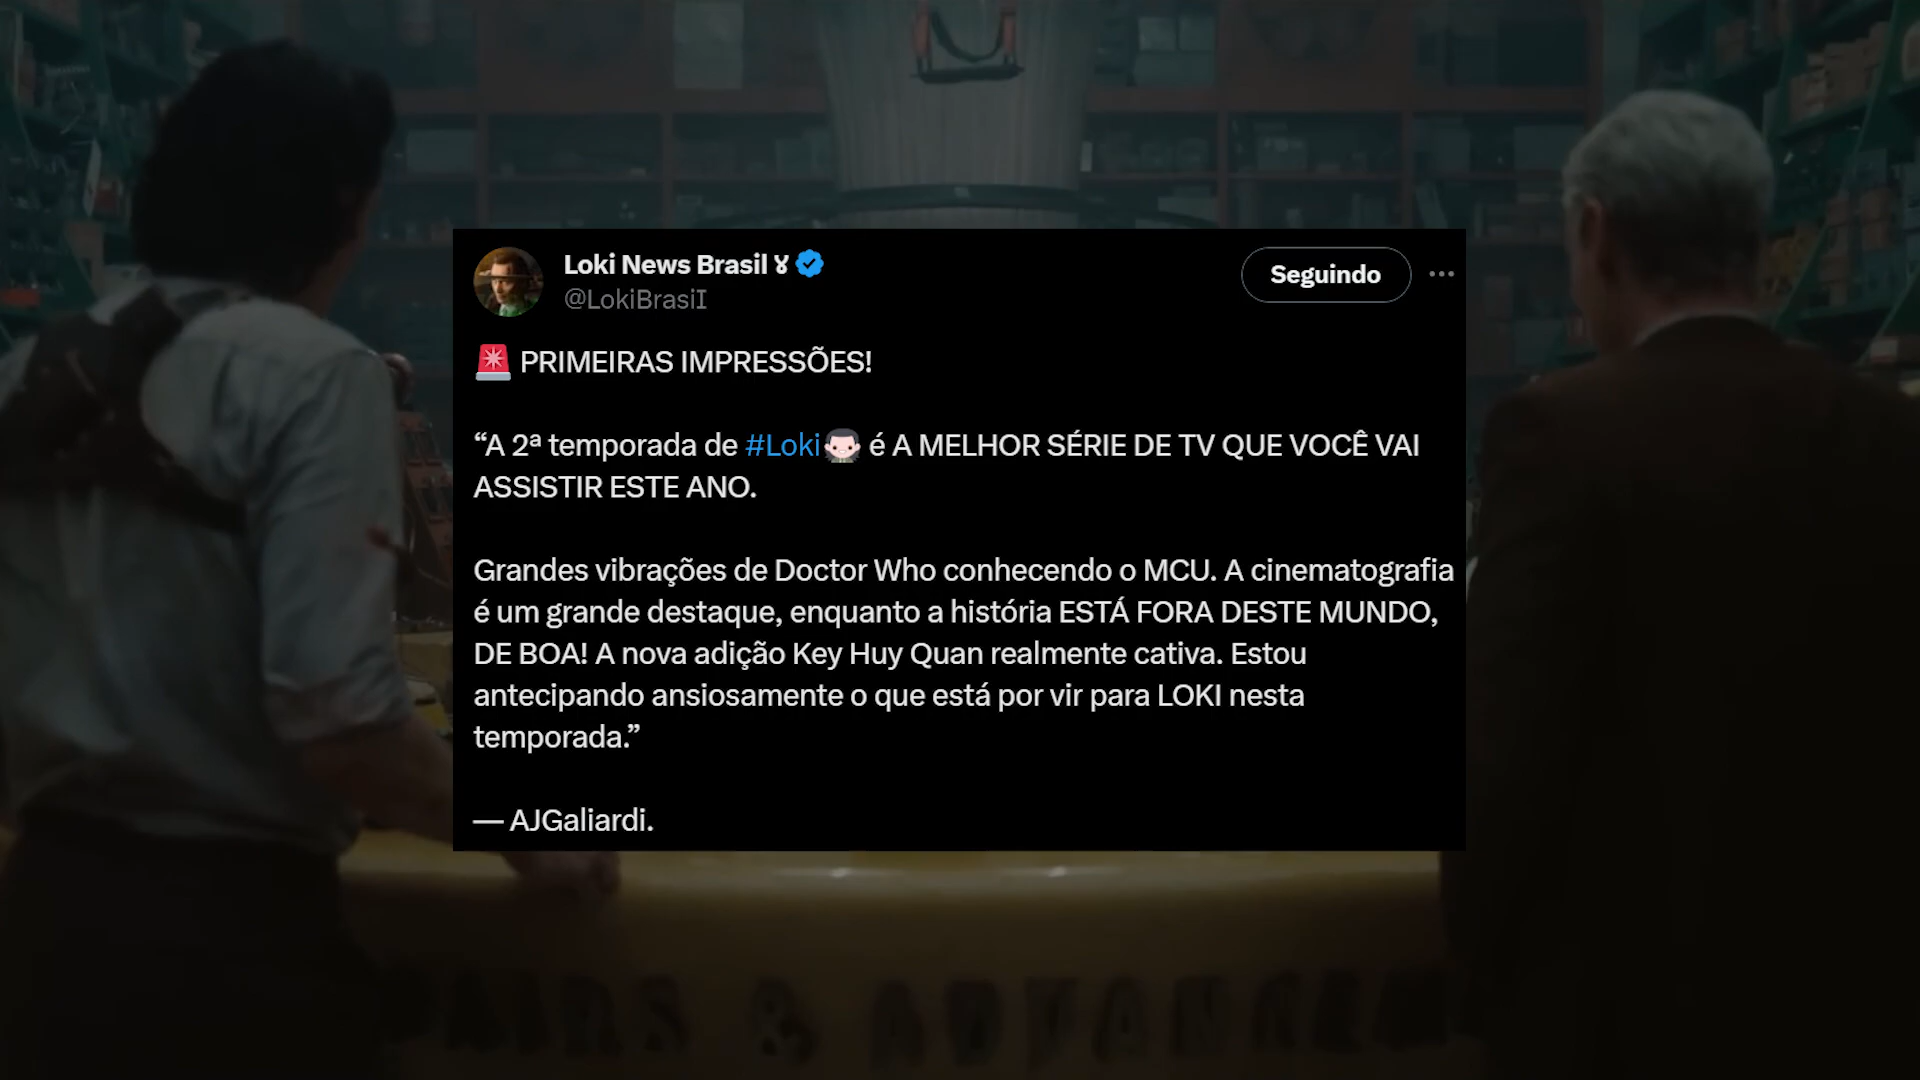 Loki News Brasil
@LokiBrasiI
Seguindo
🚨 PRIMEIRAS IMPRESSÕES!
“A 2ª temporada de #Loki é A MELHOR SÉRIE DE TV QUE VOCÊ VAI
ASSISTIR ESTE ANO.
Grandes vibrações de Doctor Who conhecendo o MCU. A cinematografia
é um grande destaque, enquanto a história ESTÁ FORA DESTE MUNDO,
DE BOA! A nova adição Key Huy Quan realmente cativa. Estou
antecipando ansiosamente o que está por vir para LOKI nesta
temporada.”
— AJGaliardi.
AIRS & ADVANCEM